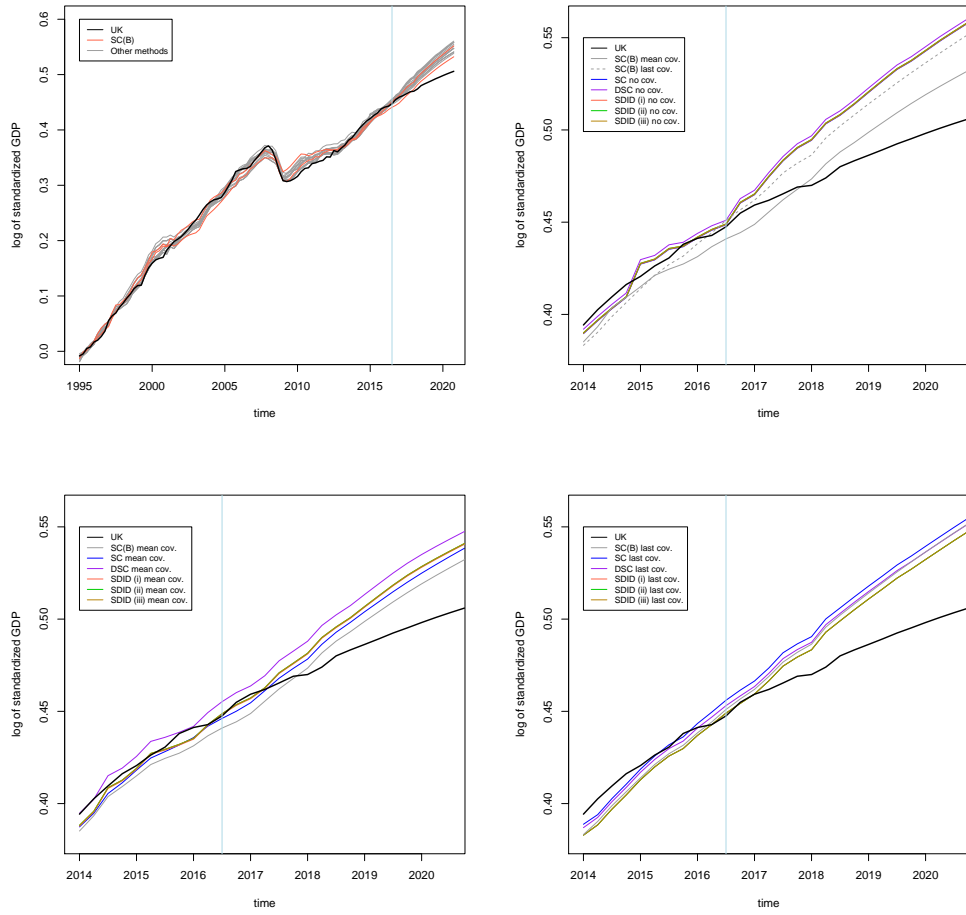 log of standardized GDP
0.0 0.1 0.2 0.3 0.4 0.5 0.6
UK
SC(B)
Other methods
1995 2000 2005 2010 2015 2020
time
log of standardized GDP
0.40 0.45 0.50 0.55
UK
SC(B) mean cov.
SC(B) last cov.
SC no cov.
DSC no cov.
SDID (i) no cov.
SDID (ii) no cov.
SDID (iii) no cov.
2014 2015 2016 2017 2018 2019 2020
time
log of standardized GDP
0.40 0.45 0.50 0.55
UK
SC(B) mean cov.
SC mean cov.
DSC mean cov.
SDID (i) mean cov.
SDID (ii) mean cov.
SDID (iii) mean cov.
2014 2015 2016 2017 2018 2019 2020
time
log of standardized GDP
0.40 0.45 0.50 0.55
UK
SC(B) last cov.
SC last cov.
DSC last cov.
SDID (i) last cov.
SDID (ii) last cov.
SDID (iii) last cov.
2014 2015 2016 2017 2018 2019 2020
time